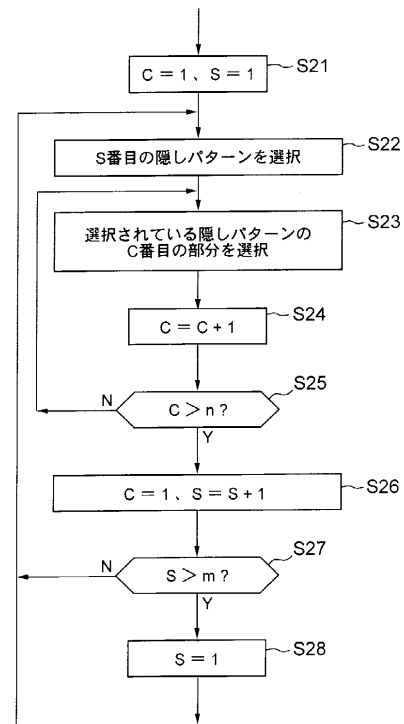 C = 1、S = 1
S21
S番目の隠しパターンを選択
S22
選択されている隠しパターンの
C番目の部分を選択
S23
C = C + 1
S24
C > n ?
S25
N
Y
C = 1、S = S + 1
S26
S > m ?
S27
N
Y
S = 1
S28